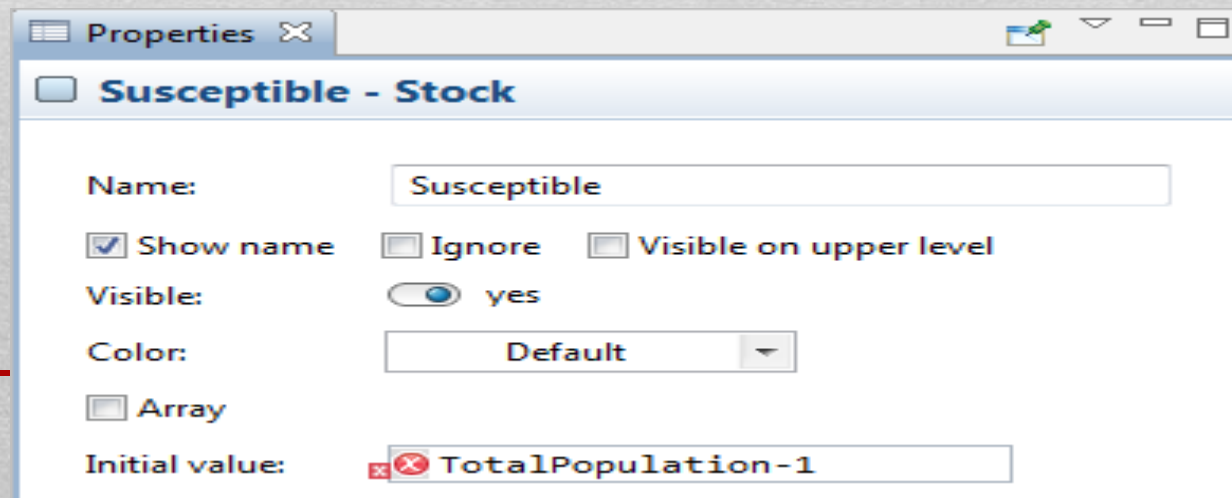 Properties
Susceptible - Stock
Name: Susceptible
Show name Ignore Visible on upper level
Visible: yes
Color: Default
Array
Initial value: TotalPopulation-1